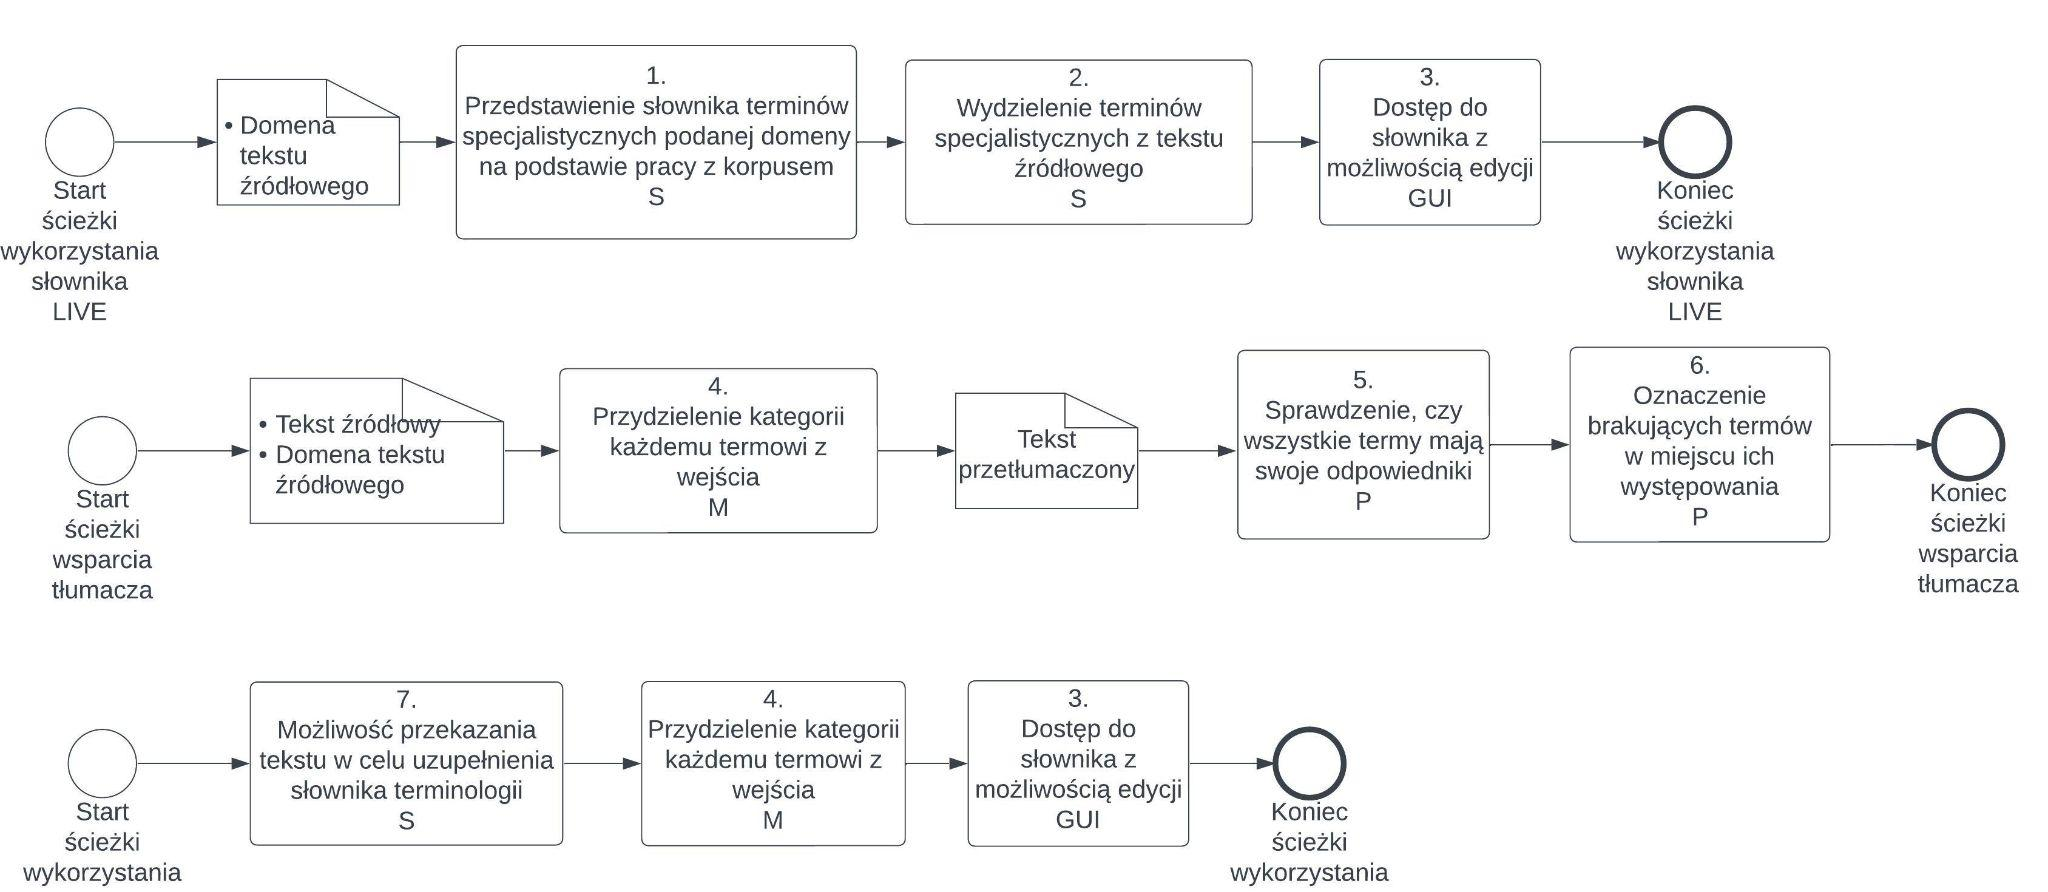 Start
ścieżki
wykorzystania
słownika
LIVE
• Domena
tekstu
źródłowego
1.
Przedstawienie słownika terminów
specjalistycznych podanej domeny
na podstawie pracy z korpusem
S
2.
Wydzielenie terminów
specjalistycznych z tekstu
źródłowego
S
3.
Dostęp do
słownika z
możliwością edycji
GUI
Koniec
ścieżki
wykorzystania
słownika
LIVE
Start
ścieżki
wsparcia
tłumacza
• Tekst źródłowy
• Domena tekstu
źródłowego
4.
Przydzielenie kategorii
każdemu termowi z
wejścia
M
Tekst
przetłumaczony
5.
Sprawdzenie, czy
wszystkie termy mają
swoje odpowiedniki
P
6.
Oznaczenie
brakujących termów
w miejscu ich
występowania
P
Koniec
ścieżki
wsparcia
tłumacza
Start
ścieżki
wykorzystania
7.
Możliwość przekazania
tekstu w celu uzupełnienia
słownika terminologii
S
4.
Przydzielenie kategorii
każdemu termowi z
wejścia
M
3.
Dostęp do
słownika z
możliwością edycji
GUI
Koniec
ścieżki
wykorzystania